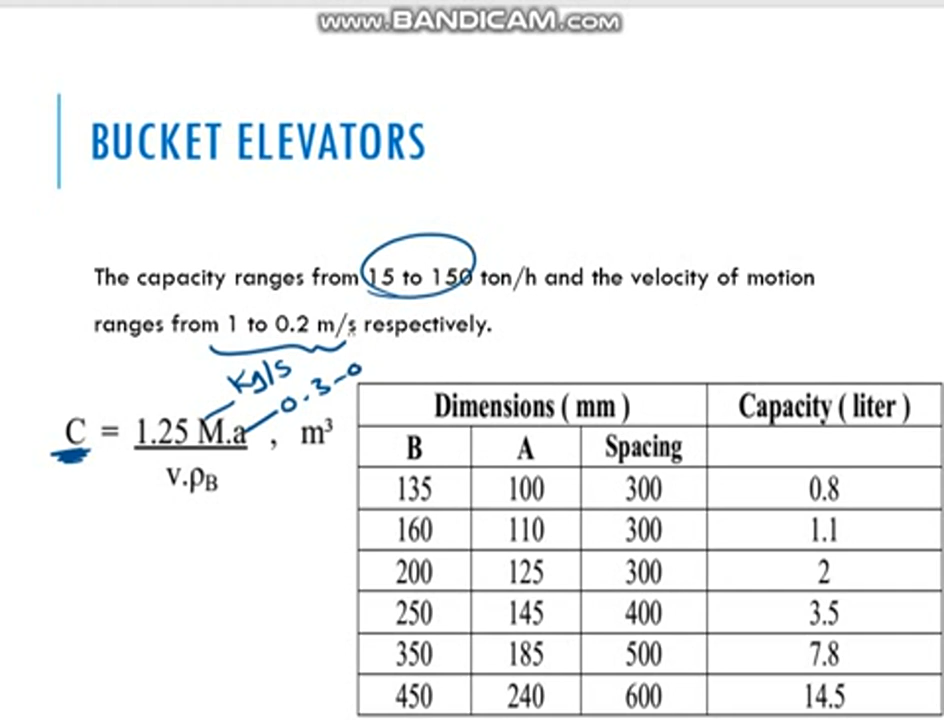 www.BANDICAM.com
BUCKET ELEVATORS
The capacity ranges from 15 to 150 ton/h and the velocity of motion
ranges from 1 to 0.2 m/s respectively.
Kg/s
0.3-0
C = 1.25 M.a , m³
v.ρB
Dimensions ( mm ) Capacity ( liter )
B A Spacing
135 100 300 0.8
160 110 300 1.1
200 125 300 2
250 145 400 3.5
350 185 500 7.8
450 240 600 14.5